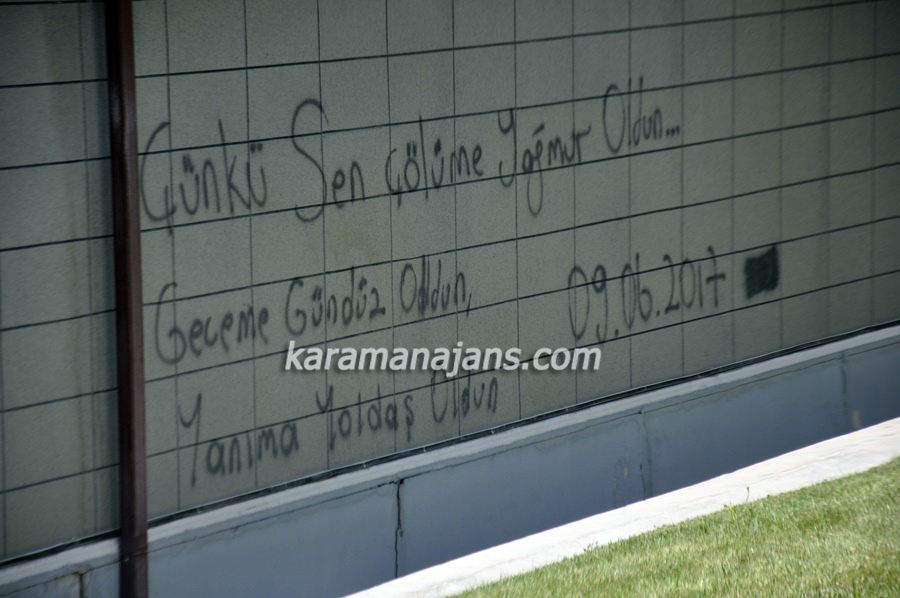 Çünkü Sen Çölüme Yağmur Oldun...
Geceme Gündüz Oldun,
09.06.2017
karamanajans.com
Yanıma Yoldaş Oldun